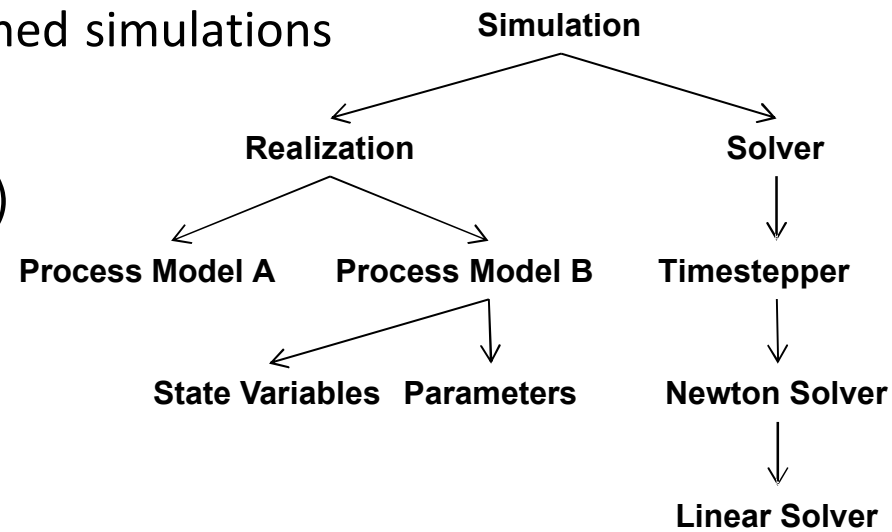 ned simulations
Simulation
Realization
Solver
)
Process Model A
Process Model B
Timestepper
State Variables
Parameters
Newton Solver
Linear Solver